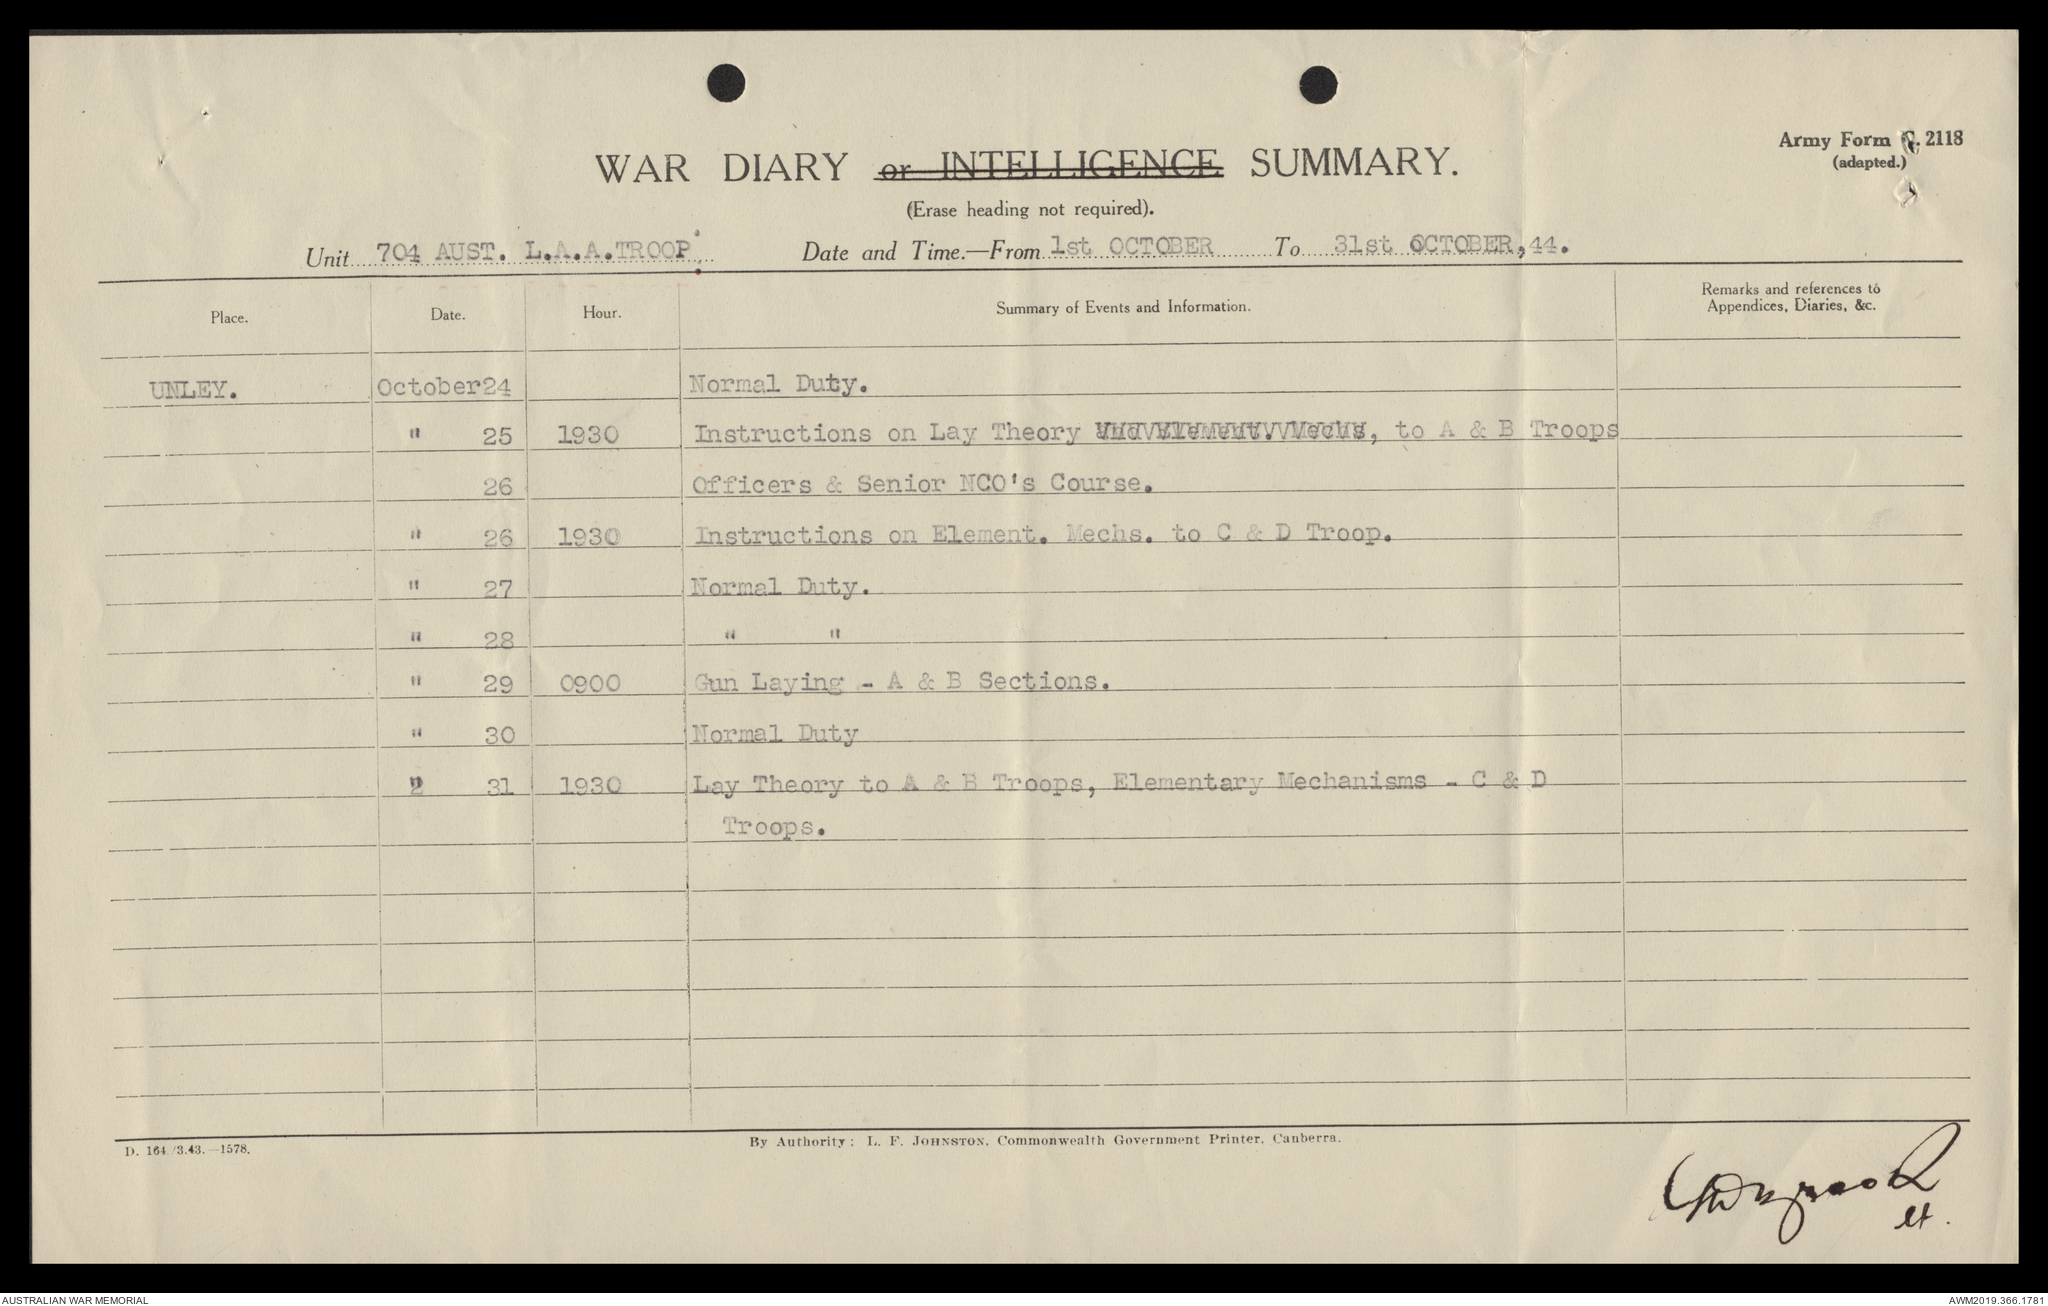 Army Form C. 2118
(adapted.)
WAR DIARY or INTELLIGENCE SUMMARY.
(Erase heading not required).
Unit 704 AUST. L.A.A.TROOP. Date and Time.—From 1st OCTOBER To 31st OCTOBER,44.
Place. Date. Hour. Summary of Events and Information. Remarks and references to
Appendices, Diaries, &c.
UNLEY. October24 Normal Duty.
" 25 1930 Instructions on Lay Theory and Element. Mechs, to A & B Troops
26 Officers & Senior NCO's Course.
" 26 1930 Instructions on Element. Mechs. to C & D Troop.
" 27 Normal Duty.
" 28 " "
" 29 0900 Gun Laying - A & B Sections.
" 30 Normal Duty
" 31 1930 Lay Theory to A & B Troops, Elementary Mechanisms - C & D
Troops.
D. 164/3.43.—1578.
By Authority: L. F. JOHNSTON, Commonwealth Government Printer, Canberra.
Lt.
AUSTRALIAN WAR MEMORIAL
AWM2019.366.1781